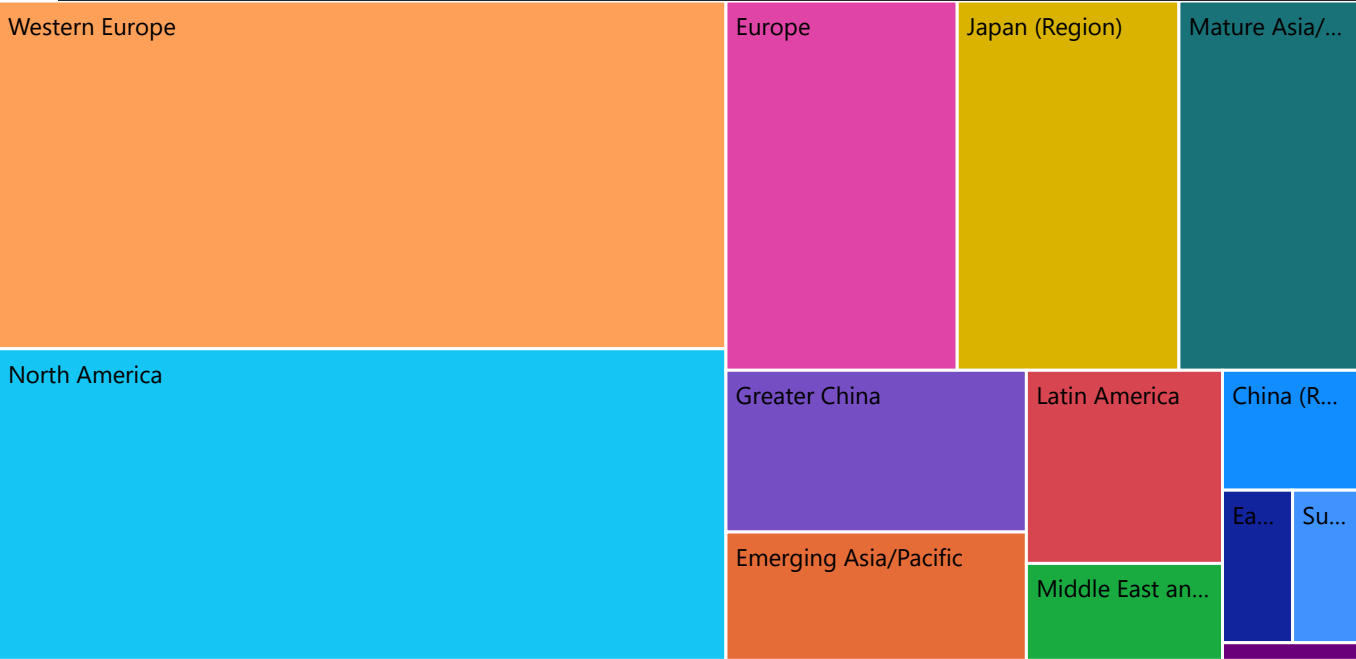 Western Europe
Europe
Japan (Region)
Mature Asia/...
North America
Greater China
Latin America
China (R...
Ea...
Su...
Emerging Asia/Pacific
Middle East an...